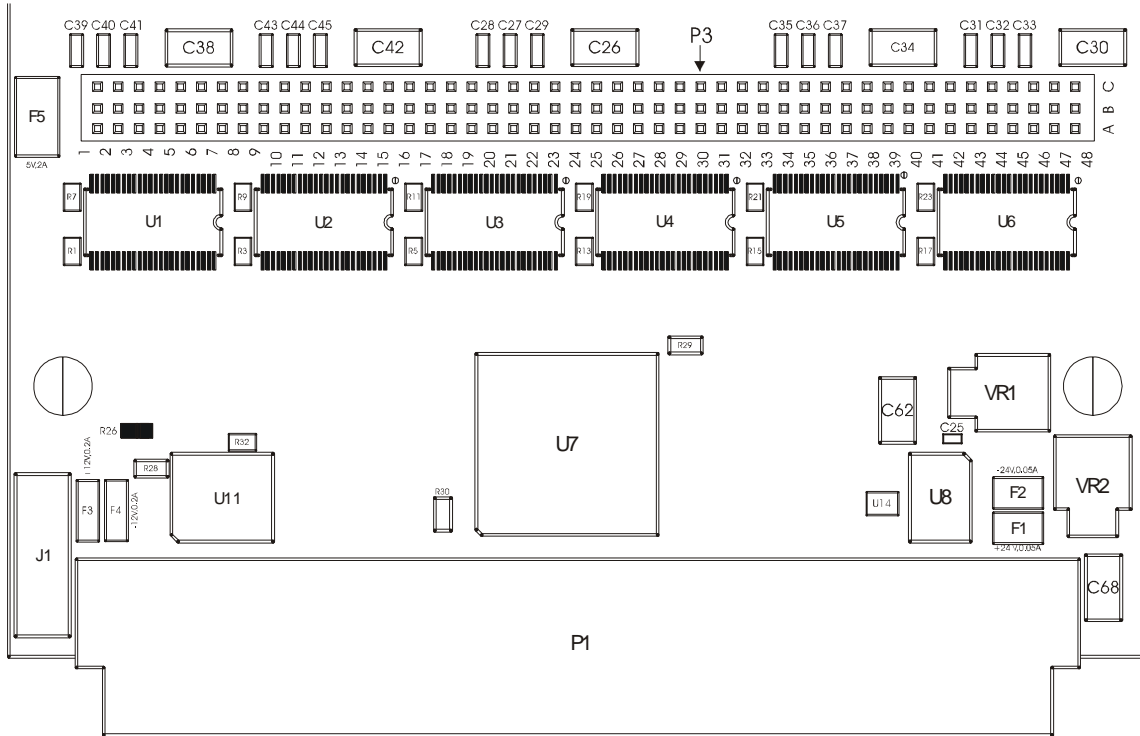 C39 C40 C41 C38 C43 C44 C45 C42 C28 C27 C29 C26 P3 C35 C36 C37 C34 C31 C32 C33 C30
F5
C
B
A
5V,2A
1 2 3 4 5 6 7 8 9 10 11 12 13 14 15 16 17 18 19 20 21 22 23 24 25 26 27 28 29 30 31 32 33 34 35 36 37 38 39 40 41 42 43 44 45 46 47 48
R7 R9 R11 R19 R21 R23
U1 U2 U3 U4 U5 U6
R1 R3 R5 R13 R15 R17
R29
VR1
C62
R26 R32 C25
U7
+12V,0.2A
R28
-24V,0.05A
U11 R30 U14 U8 F2 VR2
F3 F4
-12V,0.2A
F1
+24V,0.05A
J1
C68
P1